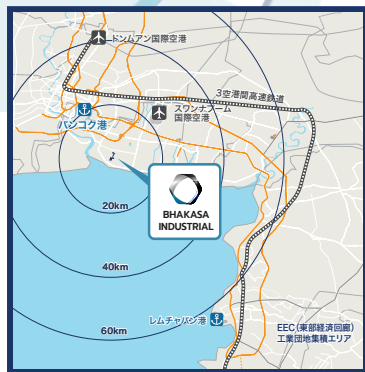 ドンムアン国際空港
3空港間高速鉄道
スワンナプーム
国際空港
バンコク港
BHAKASA
INDUSTRIAL
20km
40km
60km
レムチャバン港
EEC（東部経済回廊）
工業団地集積エリア